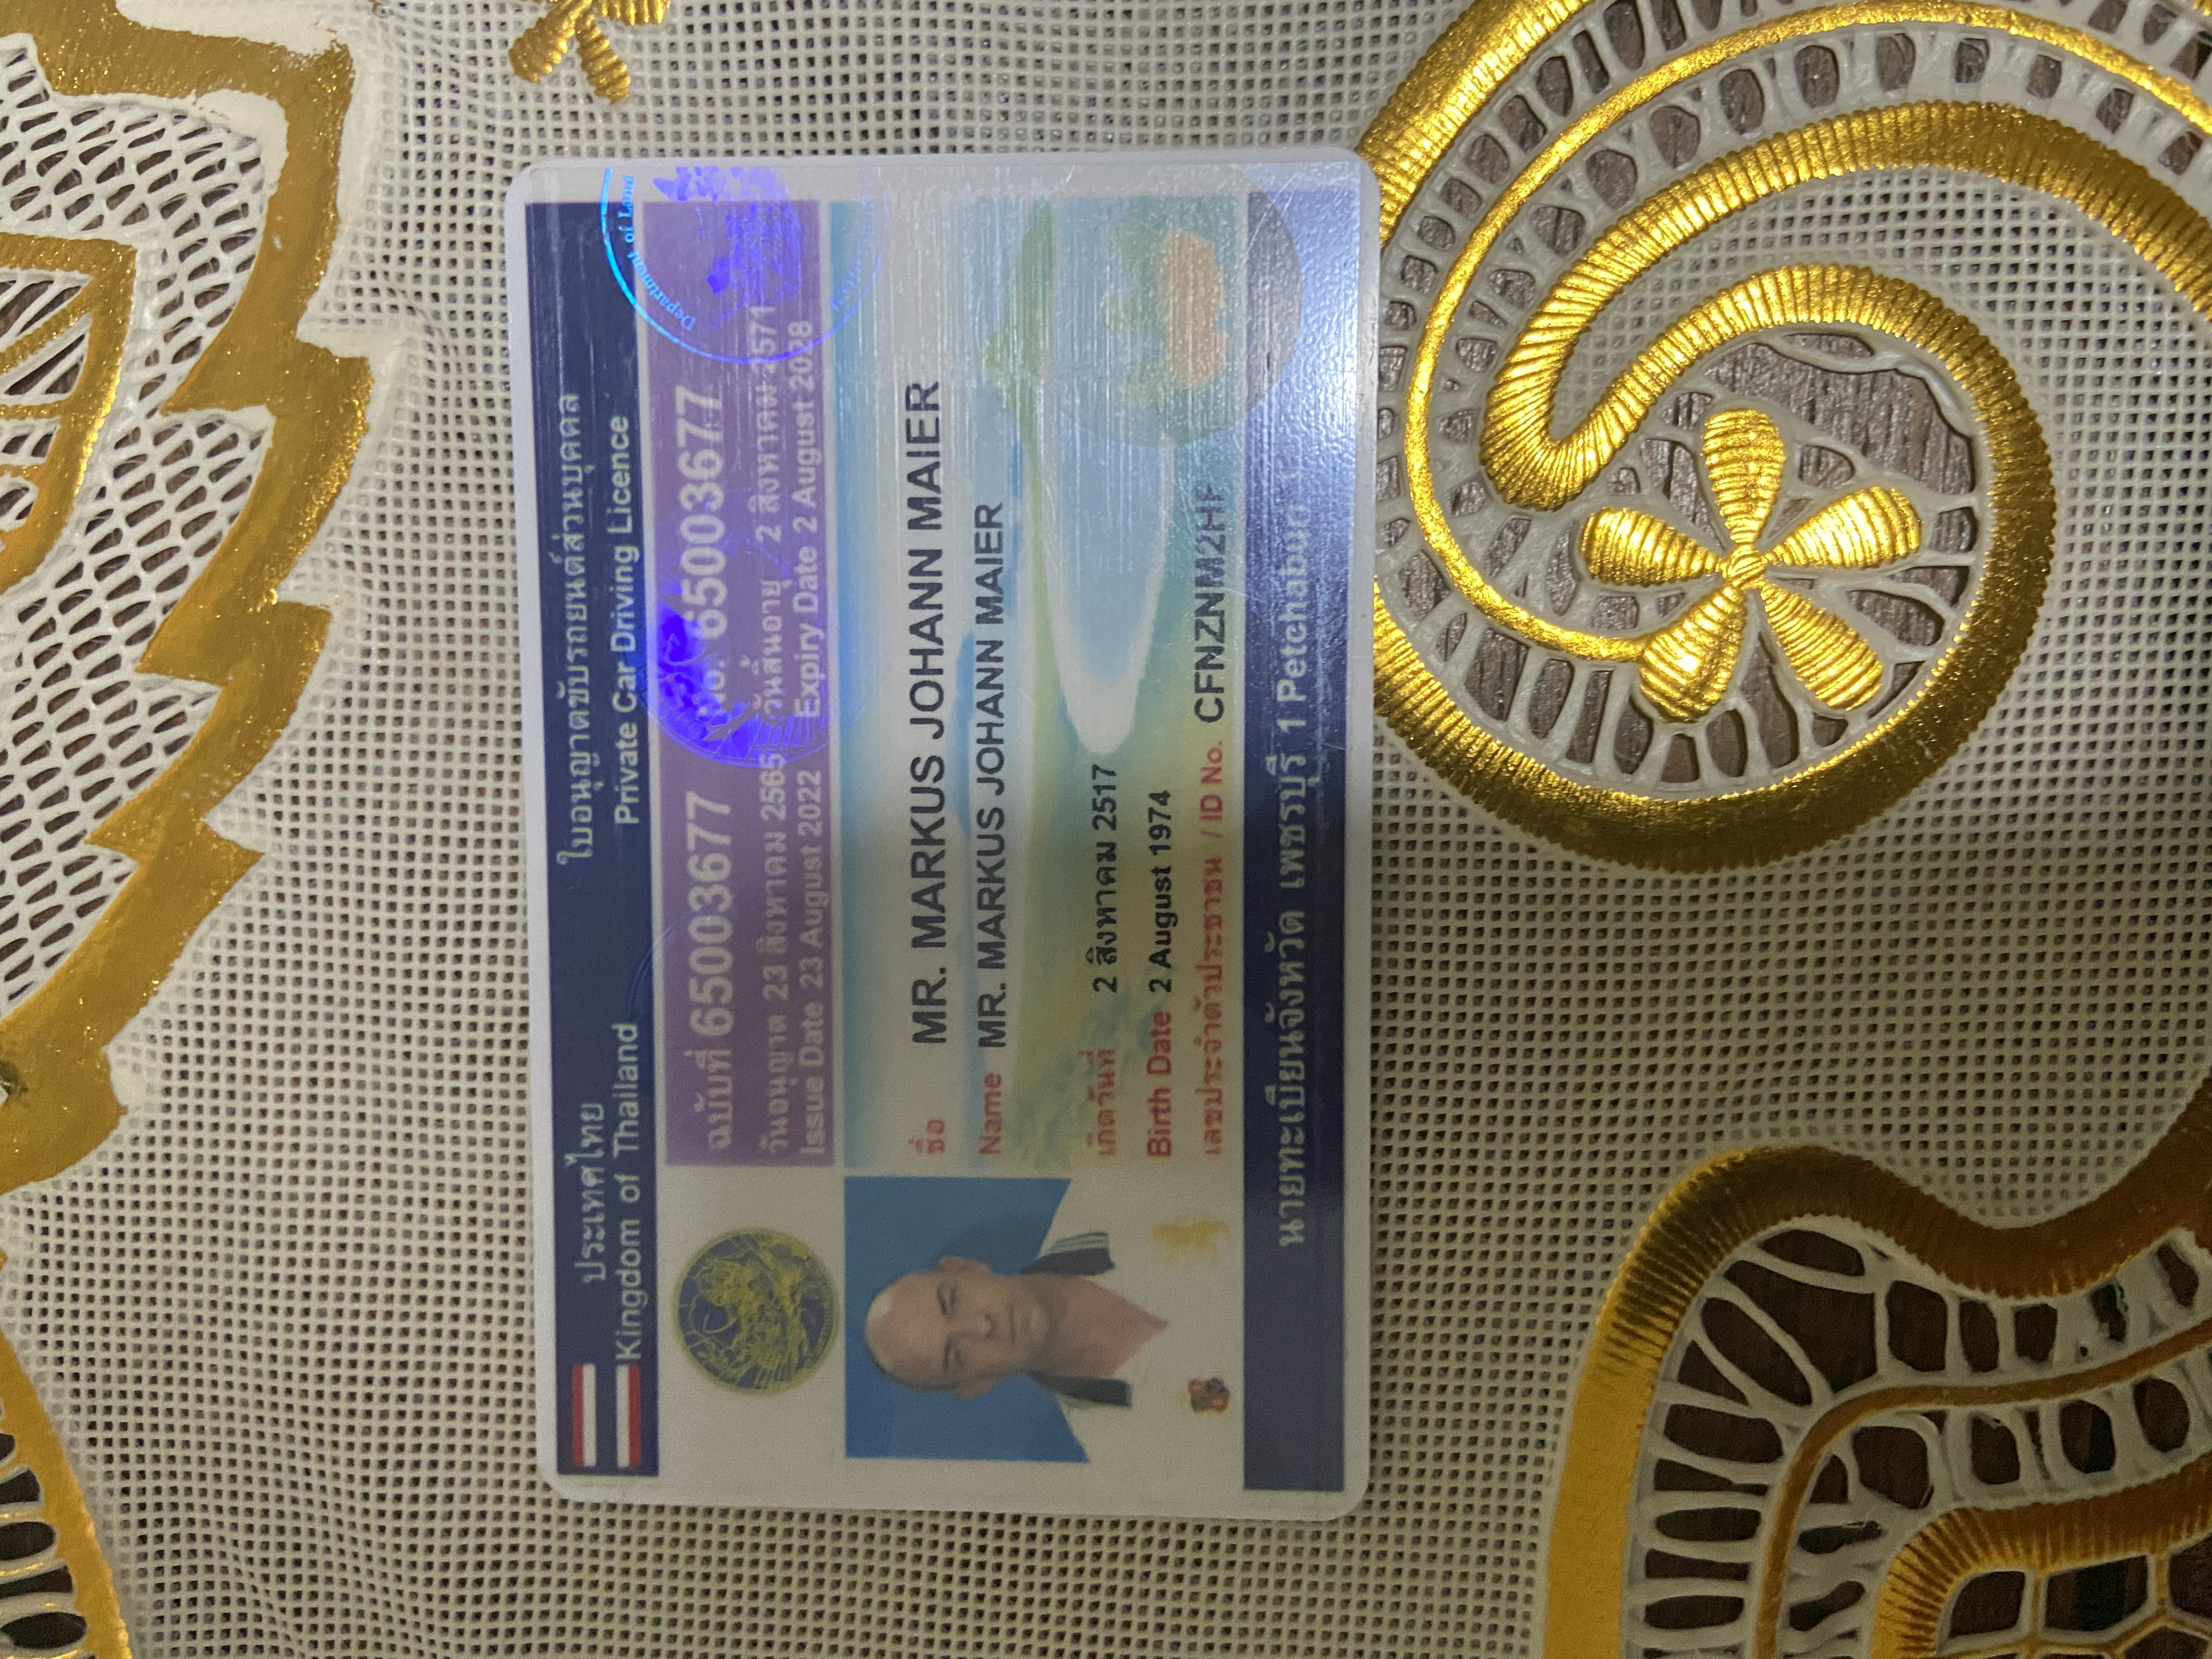 ประเทศไทย ใบอนุญาตขับรถยนต์ส่วนบุคคล
Kingdom of Thailand Private Car Driving Licence
Department of Land
ฉบับที่ 65003677 No. 65003677
วันอนุญาต 23 สิงหาคม 2565 วันสิ้นอายุ 2 สิงหาคม 2571
Issue Date 23 August 2022 Expiry Date 2 August 2028
ชื่อ MR. MARKUS JOHANN MAIER
Name MR. MARKUS JOHANN MAIER
เกิดวันที่ 2 สิงหาคม 2517
Birth Date 2 August 1974
เลขประจำตัวประชาชน / ID No. CFNZNM2HF
นายทะเบียนจังหวัด เพชรบุรี 1 Petchaburi 1